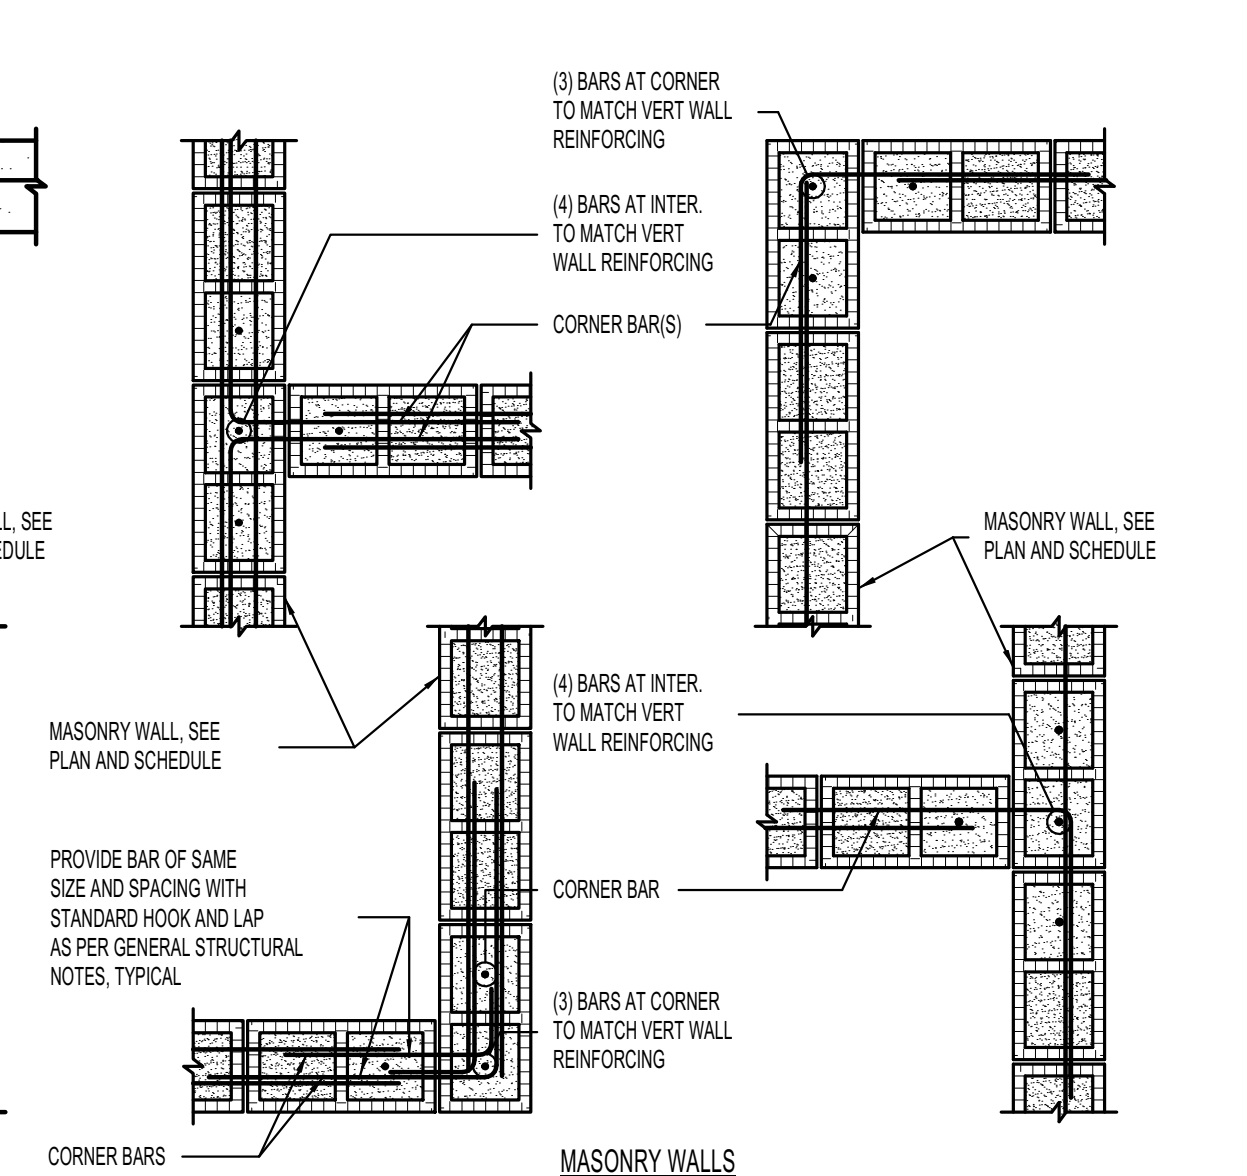 (3) BARS AT CORNER
TO MATCH VERT WALL
REINFORCING
(4) BARS AT INTER.
TO MATCH VERT
WALL REINFORCING
CORNER BAR(S)
L, SEE
EDULE
MASONRY WALL, SEE
PLAN AND SCHEDULE
(4) BARS AT INTER.
TO MATCH VERT
WALL REINFORCING
MASONRY WALL, SEE
PLAN AND SCHEDULE
PROVIDE BAR OF SAME
SIZE AND SPACING WITH
STANDARD HOOK AND LAP
AS PER GENERAL STRUCTURAL
NOTES, TYPICAL
CORNER BAR
(3) BARS AT CORNER
TO MATCH VERT WALL
REINFORCING
CORNER BARS
MASONRY WALLS